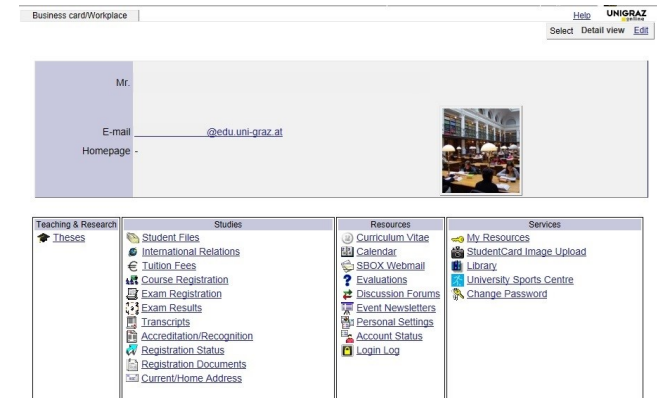 Business card/Workplace
Help UNIGRAZ online
Select Detail view Edit
Mr.
E-mail @edu.uni-graz.at
Homepage -
Teaching & Research
Theses
Studies
Student Files
International Relations
Tuition Fees
Course Registration
Exam Registration
Exam Results
Transcripts
Accreditation/Recognition
Registration Status
Registration Documents
Current/Home Address
Resources
Curriculum Vitae
Calendar
SBOX Webmail
Evaluations
Discussion Forums
Event Newsletters
Personal Settings
Account Status
Login Log
Services
My Resources
StudentCard Image Upload
Library
University Sports Centre
Change Password